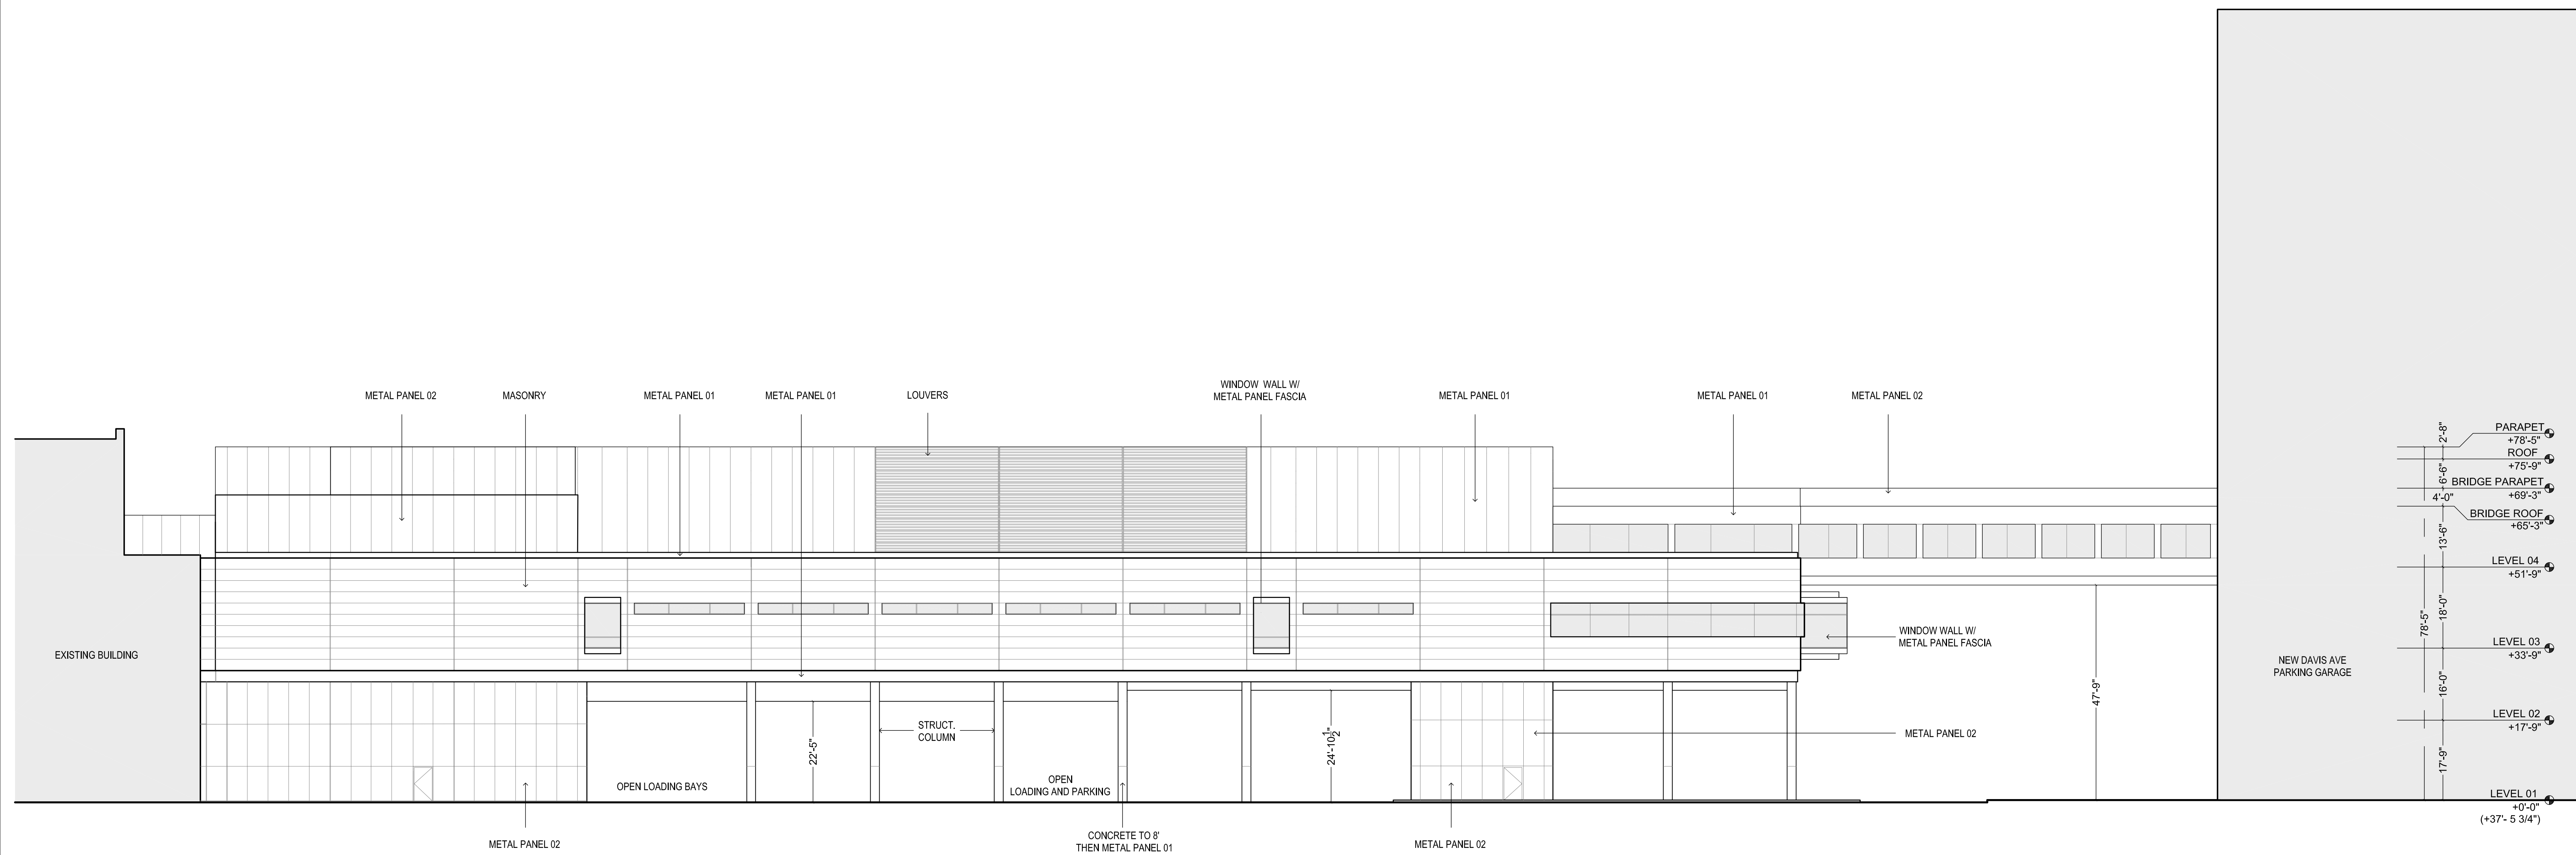 WINDOW WALL W/
METAL PANEL FASCIA
METAL PANEL 02
MASONRY
METAL PANEL 01
METAL PANEL 01
LOUVERS
METAL PANEL 01
METAL PANEL 01
METAL PANEL 02
PARAPET
+78'-5"
ROOF
+75'-9"
BRIDGE PARAPET
+69'-3"
BRIDGE ROOF
+65'-3"
LEVEL 04
+51'-9"
LEVEL 03
+33'-9"
LEVEL 02
+17'-9"
LEVEL 01
+0'-0"
(+37'- 5 3/4")
2'-8"
6'-6"
4'-0"
13'-6"
18'-0"
78'-5"
16'-0"
17'-9"
EXISTING BUILDING
WINDOW WALL W/
METAL PANEL FASCIA
NEW DAVIS AVE
PARKING GARAGE
47'-9"
STRUCT.
COLUMN
22'-5"
24'-10 1/2"
METAL PANEL 02
OPEN LOADING BAYS
OPEN
LOADING AND PARKING
METAL PANEL 02
CONCRETE TO 8'
THEN METAL PANEL 01
METAL PANEL 02